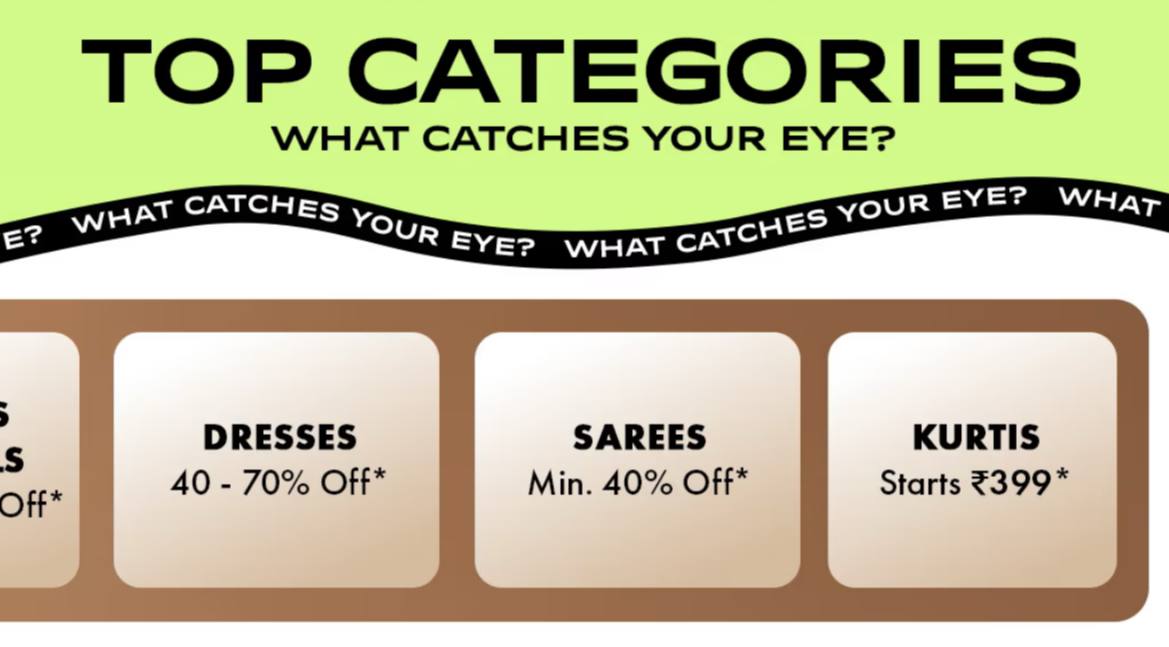 TOP CATEGORIES
WHAT CATCHES YOUR EYE?
E? WHAT CATCHES YOUR EYE? WHAT CATCHES YOUR EYE? WHAT
Off*
DRESSES
40 - 70% Off*
SAREES
Min. 40% Off*
KURTIS
Starts ₹399*